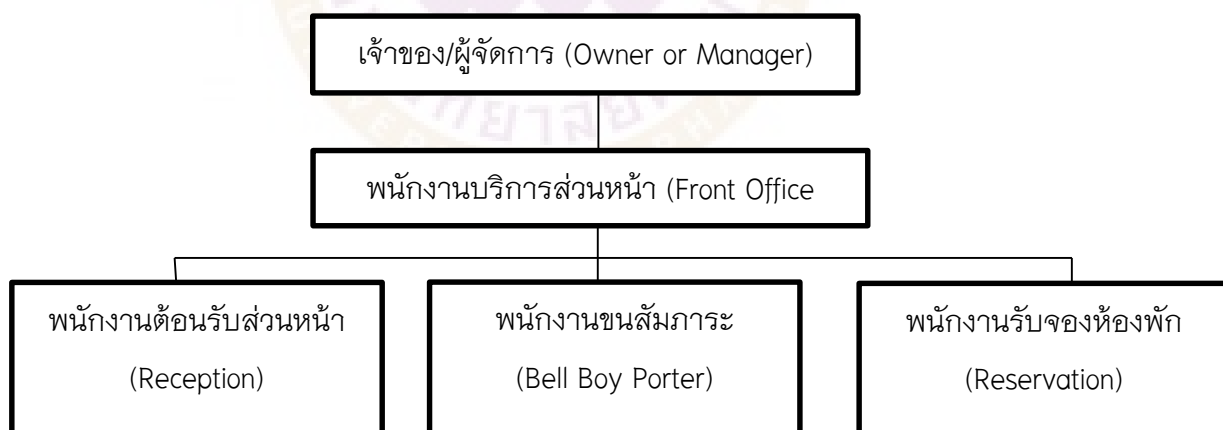 เจ้าของ/ผู้จัดการ (Owner or Manager)
พนักงานบริการส่วนหน้า (Front Office
พนักงานต้อนรับส่วนหน้า
(Reception)
พนักงานขนสัมภาระ
(Bell Boy Porter)
พนักงานรับจองห้องพัก
(Reservation)